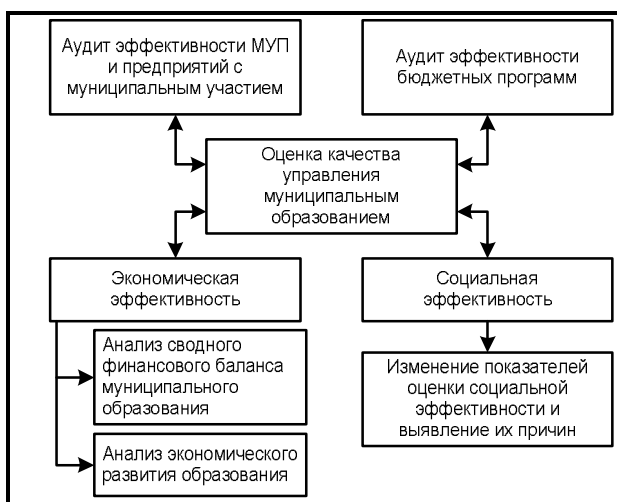 Аудит эффективности МУП
и предприятий с
муниципальным участием
Аудит эффективности
бюджетных программ
Оценка качества
управления
муниципальным
образованием
Экономическая
эффективность
Социальная
эффективность
Анализ сводного
финансового баланса
муниципального
образования
Изменение показателей
оценки социальной
эффективности и
выявление их причин
Анализ экономического
развития образования